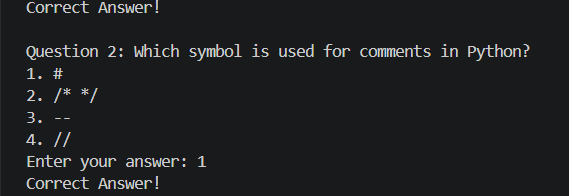 Correct Answer!
Question 2: Which symbol is used for comments in Python?
1. #
2. /* */
3. --
4. //
Enter your answer: 1
Correct Answer!